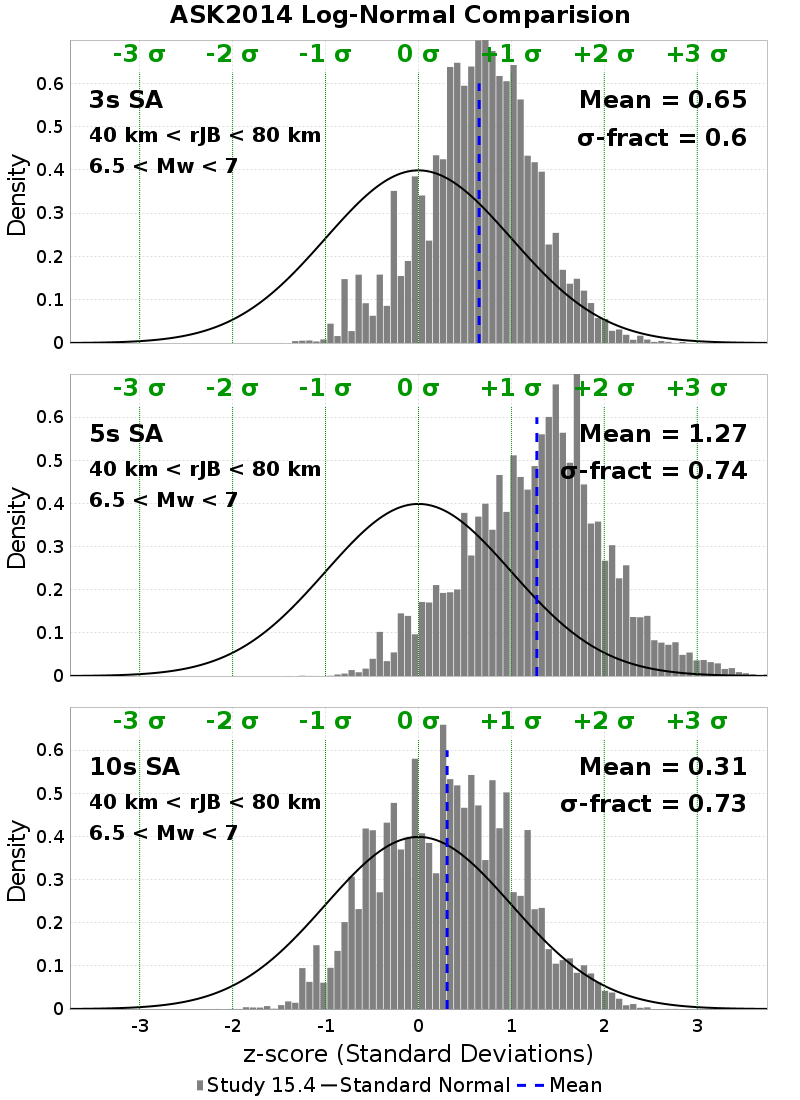 ASK2014 Log-Normal Comparision
-3 σ -2 σ -1 σ 0 σ +1 σ +2 σ +3 σ
0.6
3s SA
Mean = 0.65
0.5
40 km < rJB < 80 km
σ-fract = 0.6
6.5 < Mw < 7
0.4
Density
0.3
0.2
0.1
0
-3 σ -2 σ -1 σ 0 σ +1 σ +2 σ +3 σ
0.6
5s SA
Mean = 1.27
0.5
40 km < rJB < 80 km
σ-fract = 0.74
6.5 < Mw < 7
0.4
Density
0.3
0.2
0.1
0
-3 σ -2 σ -1 σ 0 σ +1 σ +2 σ +3 σ
0.6
10s SA
Mean = 0.31
0.5
40 km < rJB < 80 km
σ-fract = 0.73
6.5 < Mw < 7
0.4
Density
0.3
0.2
0.1
0
-3 -2 -1 0 1 2 3
z-score (Standard Deviations)
Study 15.4 Standard Normal Mean